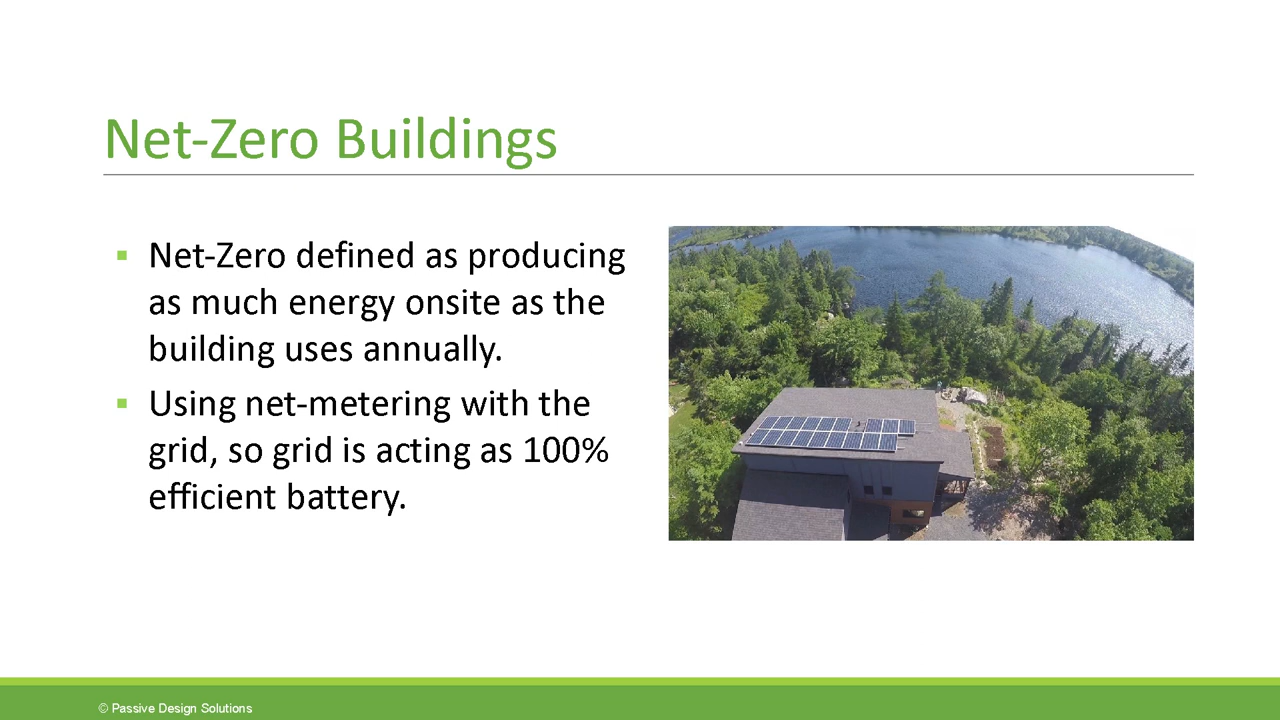 Net-Zero Buildings
▪ Net-Zero defined as producing
as much energy onsite as the
building uses annually.
▪ Using net-metering with the
grid, so grid is acting as 100%
efficient battery.
© Passive Design Solutions